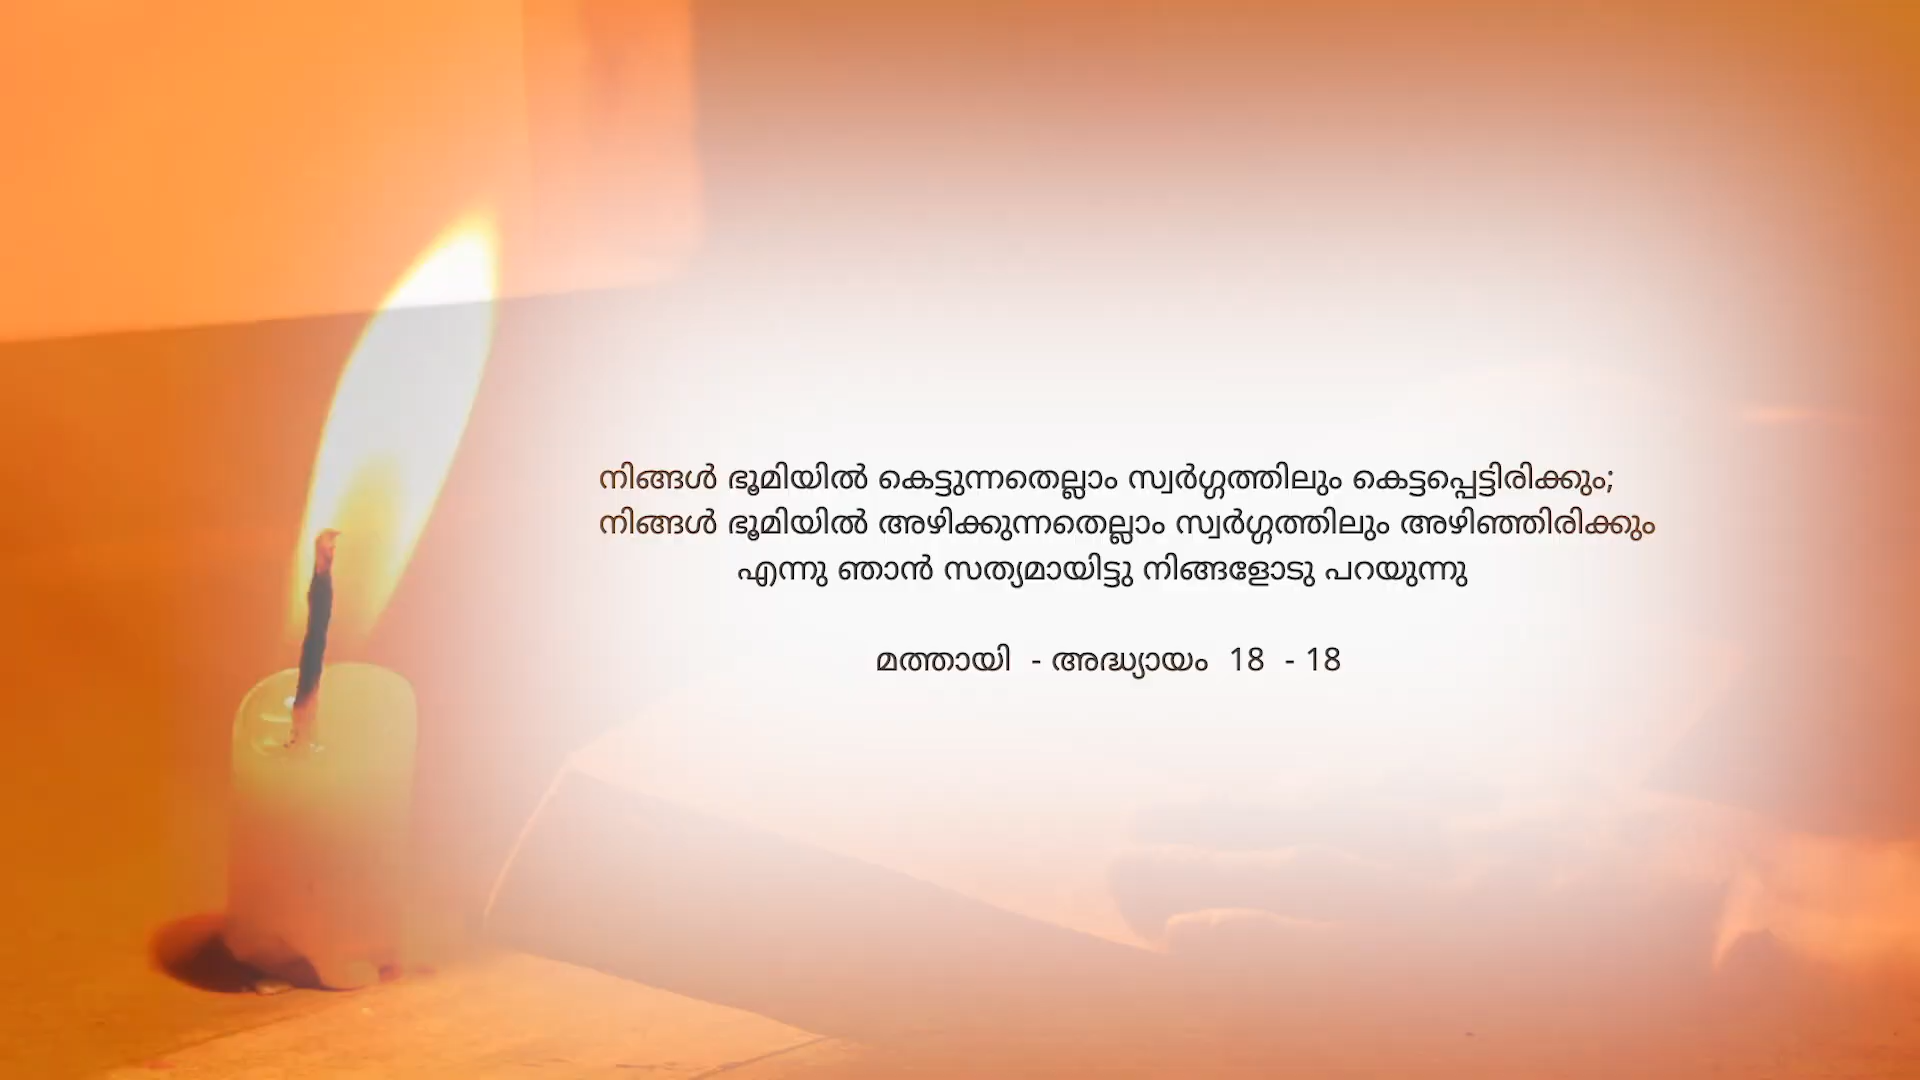 നിങ്ങൾ ഭൂമിയിൽ കെട്ടുന്നതെല്ലാം സ്വർഗ്ഗത്തിലും കെട്ടപ്പെട്ടിരിക്കും;
നിങ്ങൾ ഭൂമിയിൽ അഴിക്കുന്നതെല്ലാം സ്വർഗ്ഗത്തിലും അഴിഞ്ഞിരിക്കും
എന്നു ഞാൻ സത്യമായിട്ടു നിങ്ങളോടു പറയുന്നു
മത്തായി - അദ്ധ്യായം 18 - 18